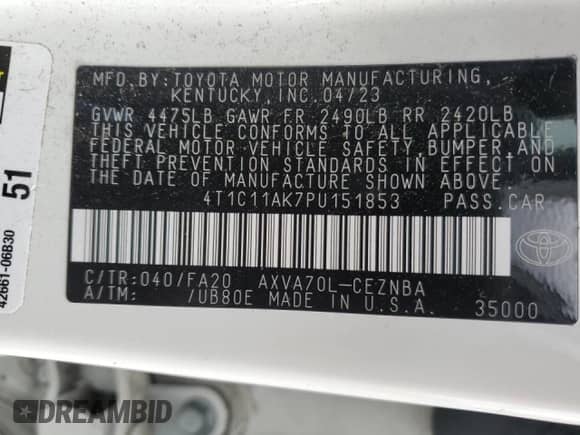 MFD. BY: TOYOTA MOTOR MANUFACTURING,
KENTUCKY, INC. 04/23
GVWR 4475LB GAWR FR 2490LB RR 2420LB
THIS VEHICLE CONFORMS TO ALL APPLICABLE
FEDERAL MOTOR VEHICLE SAFETY, BUMPER AND
THEFT PREVENTION STANDARDS IN EFFECT ON
THE DATE OF MANUFACTURE SHOWN ABOVE.
4T1C11AK7PU151853 PASS. CAR
C/TR: 040/FA20 AXVA70L-CEZNBA
A/TM: /UB80E MADE IN U.S.A. 35000
51
42661-06B30
DREAMBID